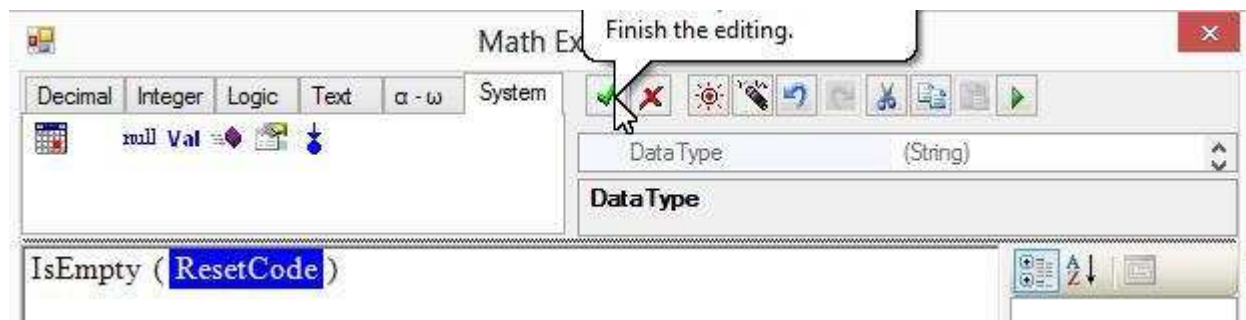 Finish the editing.
Math Ex
Decimal Integer Logic Text α - ω System
null Val
DataType (String)
DataType
IsEmpty ( ResetCode )
A
Z